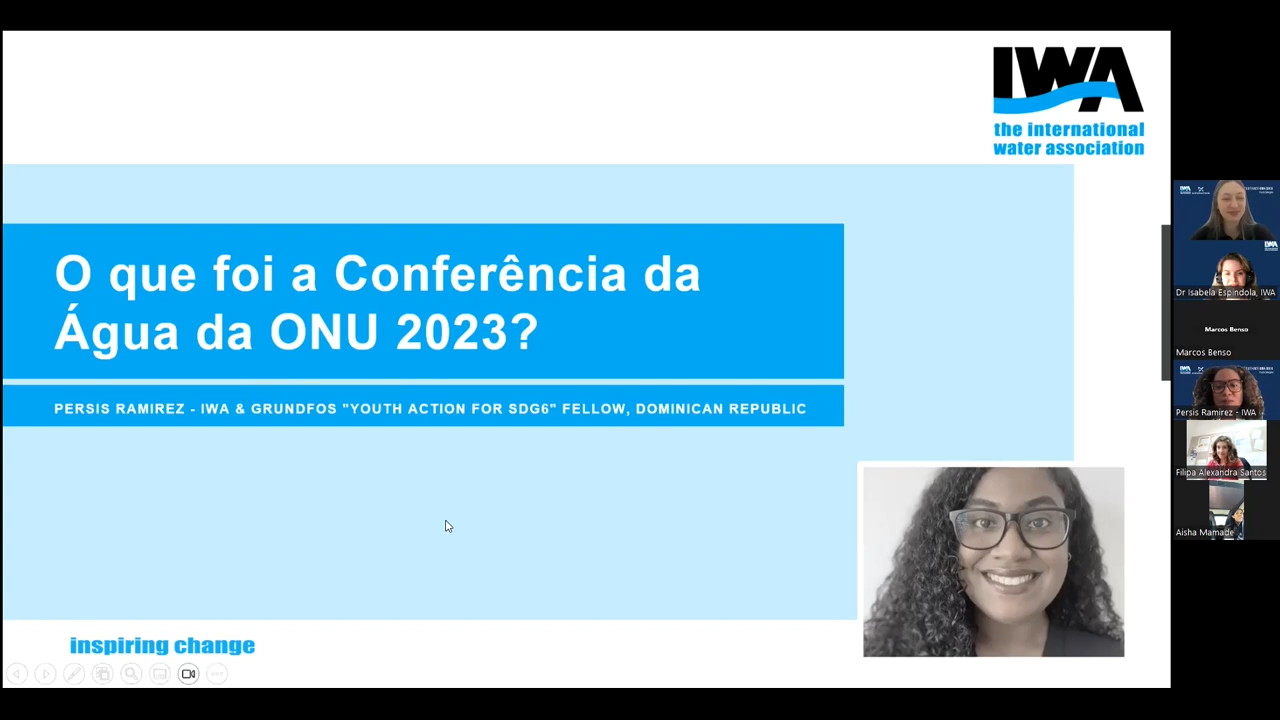 IWA
the international
water association
O que foi a Conferência da
Água da ONU 2023?
PERSIS RAMIREZ - IWA & GRUNDFOS "YOUTH ACTION FOR SDG6" FELLOW, DOMINICAN REPUBLIC
inspiring change
Dr Isabela Espindola, IWA
Marcos Benso
Marcos Benso
Persis Ramirez - IWA
Filipa Alexandra Santos
Aisha Mamade